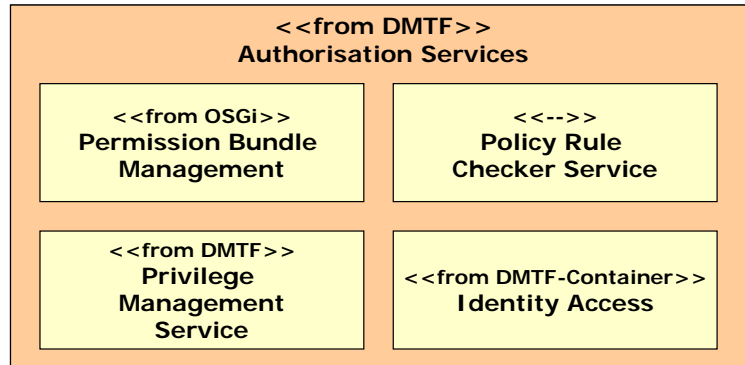 <<from DMTF>>
Authorisation Services
<<from OSGi>>
Permission Bundle
Management
<<-->>
Policy Rule
Checker Service
<<from DMTF>>
Privilege
Management
Service
<<from DMTF-Container>>
Identity Access